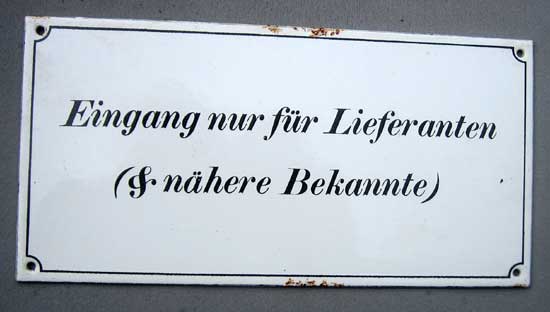 Eingang nur für Lieferanten
(& nähere Bekannte)